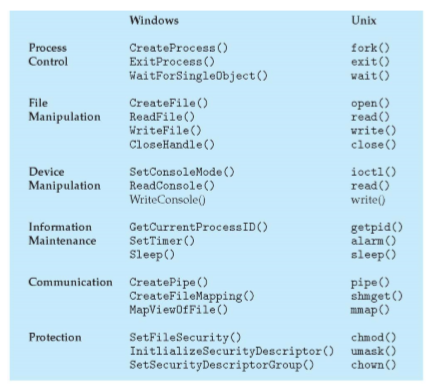 Windows Unix
Process CreateProcess() fork()
Control ExitProcess() exit()
WaitForSingleObject() wait()
File CreateFile() open()
Manipulation ReadFile() read()
WriteFile() write()
CloseHandle() close()
Device SetConsoleMode() ioctl()
Manipulation ReadConsole() read()
WriteConsole() write()
Information GetCurrentProcessID() getpid()
Maintenance SetTimer() alarm()
Sleep() sleep()
Communication CreatePipe() pipe()
CreateFileMapping() shmget()
MapViewOfFile() mmap()
Protection SetFileSecurity() chmod()
InitlializeSecurityDescriptor() umask()
SetSecurityDescriptorGroup() chown()